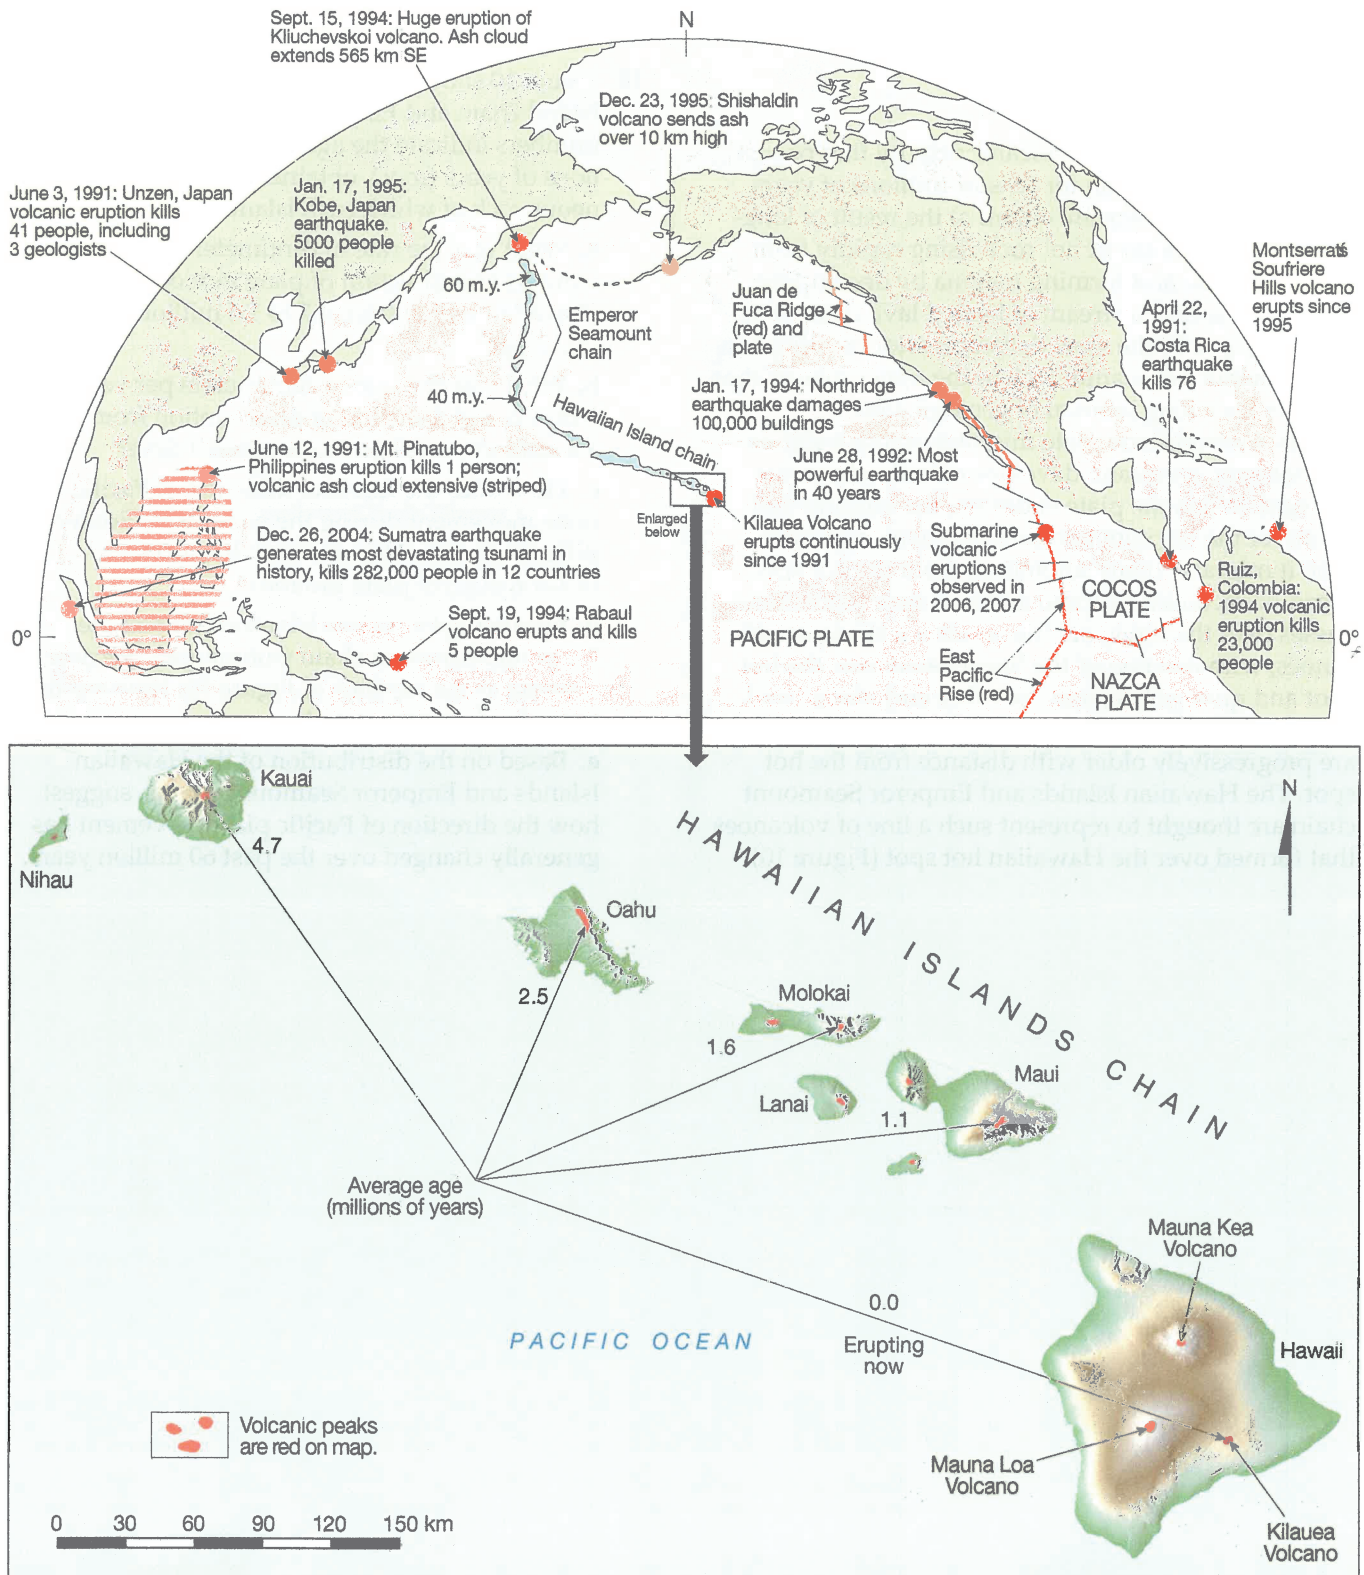 Sept. 15, 1994: Huge eruption of
Kliuchevskoi volcano. Ash cloud
extends 565 km SE
N
Dec. 23, 1995: Shishaldin
volcano sends ash
over 10 km high
June 3, 1991: Unzen, Japan
volcanic eruption kills
41 people, including
3 geologists
Jan. 17, 1995:
Kobe, Japan
earthquake.
5000 people
killed
60 m.y.
Emperor
Seamount
chain
40 m.y.
Hawaiian Island chain
Juan de
Fuca Ridge
(red) and
plate
Montserrat's
Soufriere
Hills volcano
erupts since
1995
April 22,
1991:
Costa Rica
earthquake
kills 76
Jan. 17, 1994: Northridge
earthquake damages
100,000 buildings
June 12, 1991: Mt. Pinatubo,
Philippines eruption kills 1 person;
volcanic ash cloud extensive (striped)
June 28, 1992: Most
powerful earthquake
in 40 years
Enlarged
below
Kilauea Volcano
erupts continuously
since 1991
Dec. 26, 2004: Sumatra earthquake
generates most devastating tsunami in
history, kills 282,000 people in 12 countries
Submarine
volcanic
eruptions
observed in
2006, 2007
COCOS
PLATE
Ruiz,
Colombia:
1994 volcanic
eruption kills
23,000
people
Sept. 19, 1994: Rabaul
volcano erupts and kills
5 people
0°
PACIFIC PLATE
0°
East
Pacific
Rise (red)
NAZCA
PLATE
Kauai
4.7
Nihau
N
HAWAIIAN ISLANDS CHAIN
Oahu
2.5
Molokai
1.6
Maui
Lanai
1.1
Average age
(millions of years)
Mauna Kea
Volcano
0.0
Erupting
now
PACIFIC OCEAN
Hawaii
Volcanic peaks
are red on map.
Mauna Loa
Volcano
Kilauea
Volcano
0 30 60 90 120 150 km